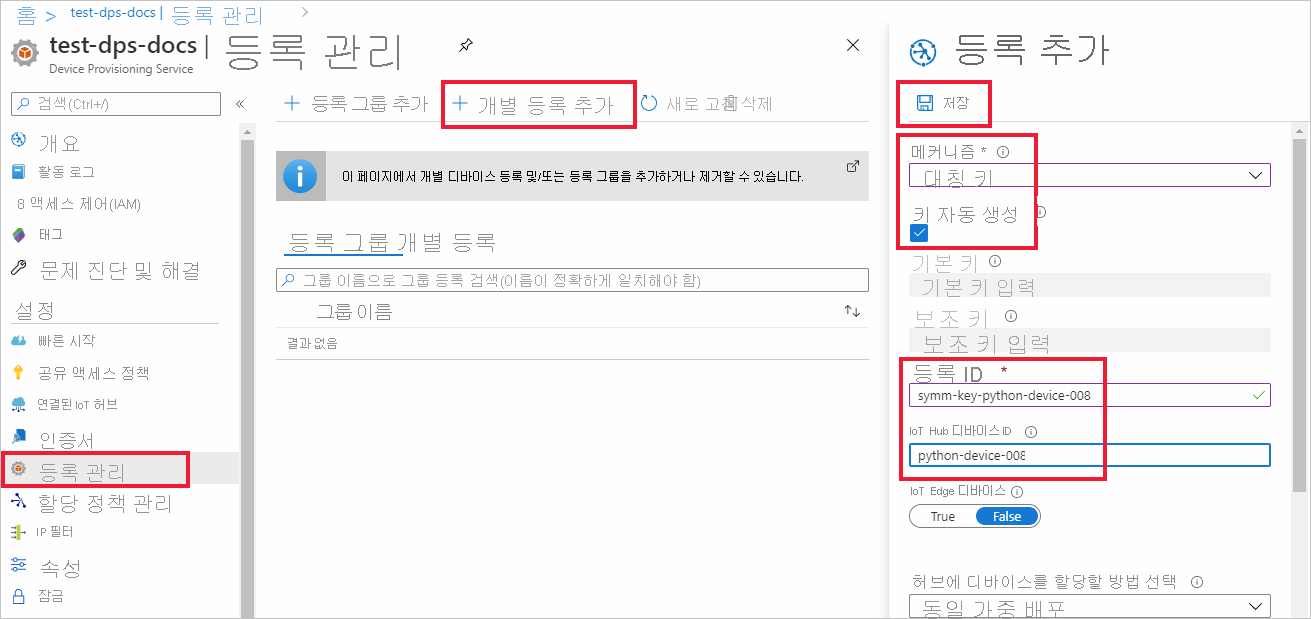 홈 > test-dps-docs | 등록 관리 >
test-dps-docs | 등록 관리
Device Provisioning Service
검색(Ctrl+/) «
개요
활동 로그
8 액세스 제어(IAM)
태그
문제 진단 및 해결
설정
빠른 시작
공유 액세스 정책
연결된 IoT 허브
인증서
등록 관리
할당 정책 관리
IP 필터
속성
잠금
+ 등록 그룹 추가 + 개별 등록 추가 새로 고침 삭제
이 페이지에서 개별 디바이스 등록 및/또는 등록 그룹을 추가하거나 제거할 수 있습니다.
등록 그룹 개별 등록
그룹 이름으로 그룹 등록 검색(이름이 정확하게 일치해야 함)
그룹 이름
결과 없음
등록 추가
저장
메커니즘 *
대칭 키
키 자동 생성
기본 키
기본 키 입력
보조 키
보조 키 입력
등록 ID *
symm-key-python-device-008
IoT Hub 디바이스 ID
python-device-008
IoT Edge 디바이스
True False
허브에 디바이스를 할당할 방법 선택
동일 가중 배포